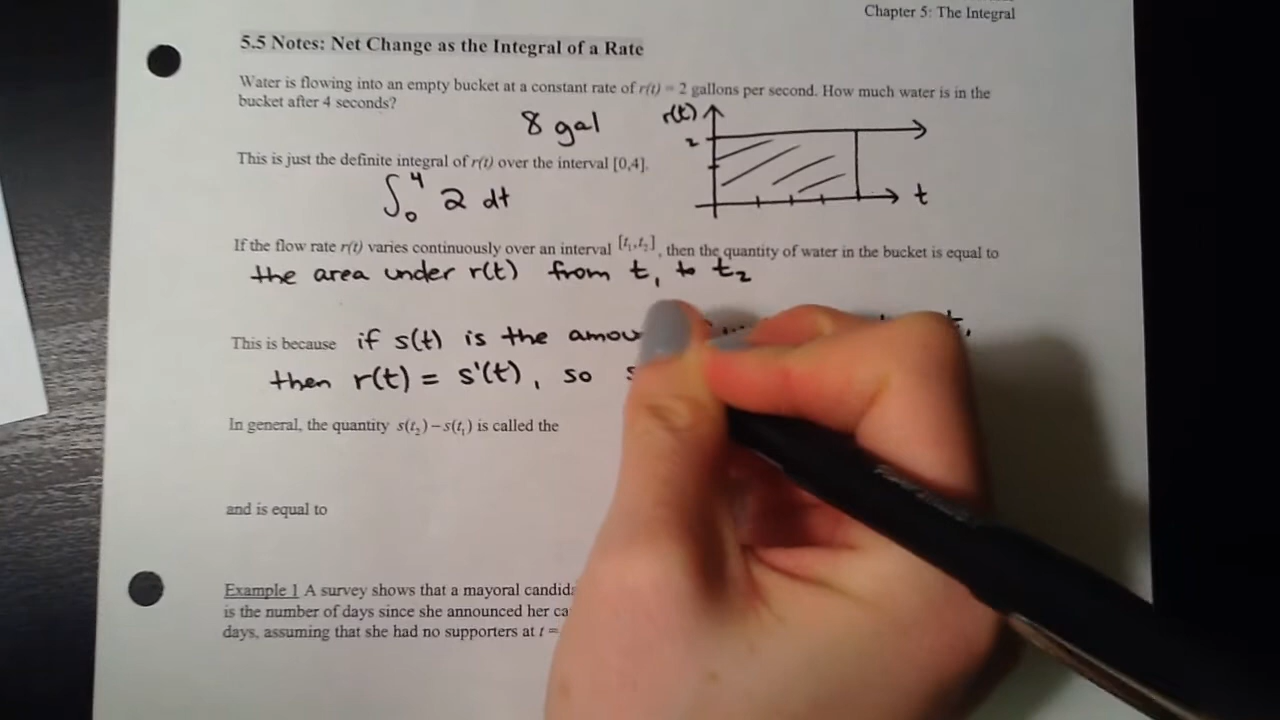 Chapter 5: The Integral
5.5 Notes: Net Change as the Integral of a Rate
Water is flowing into an empty bucket at a constant rate of r(t) = 2 gallons per second. How much water is in the
bucket after 4 seconds?
8 gal
r(t)
2
t
This is just the definite integral of r(t) over the interval [0,4].
∫₀⁴ 2 dt
If the flow rate r(t) varies continuously over an interval [t₁,t₂], then the quantity of water in the bucket is equal to
the area under r(t) from t₁ to t₂
This is because if s(t) is the
then r(t) = s'(t), so
In general, the quantity s(t₂)−s(t₁) is called the
and is equal to
Example 1 A survey shows that a mayoral
is the number of days since she announced her
days, assuming that she had no supporters at t =